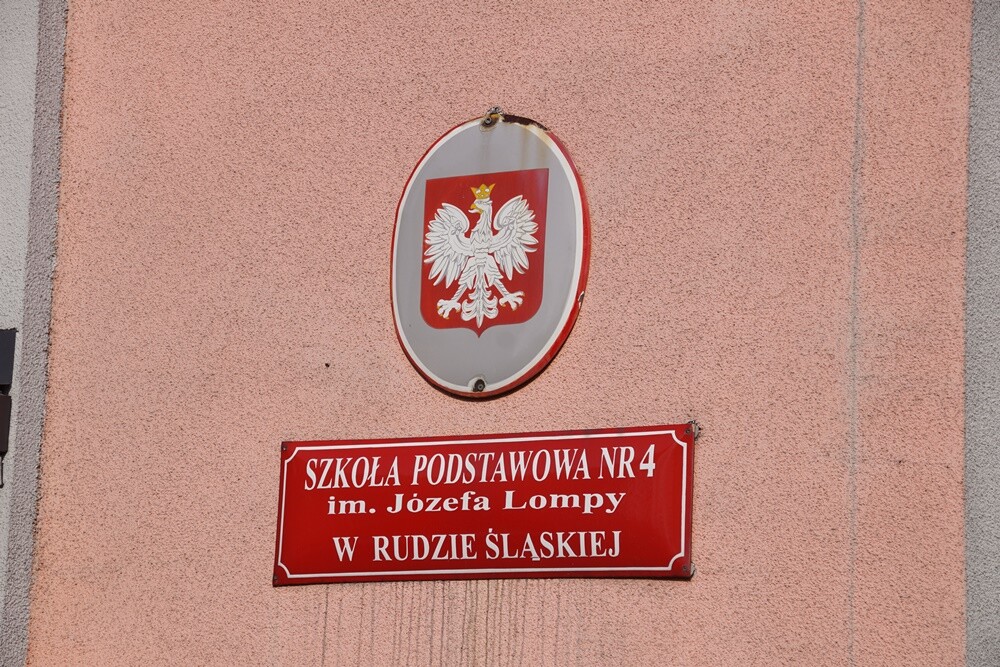 SZKOŁA PODSTAWOWA NR 4
im. Józefa Lompy
W RUDZIE ŚLĄSKIEJ